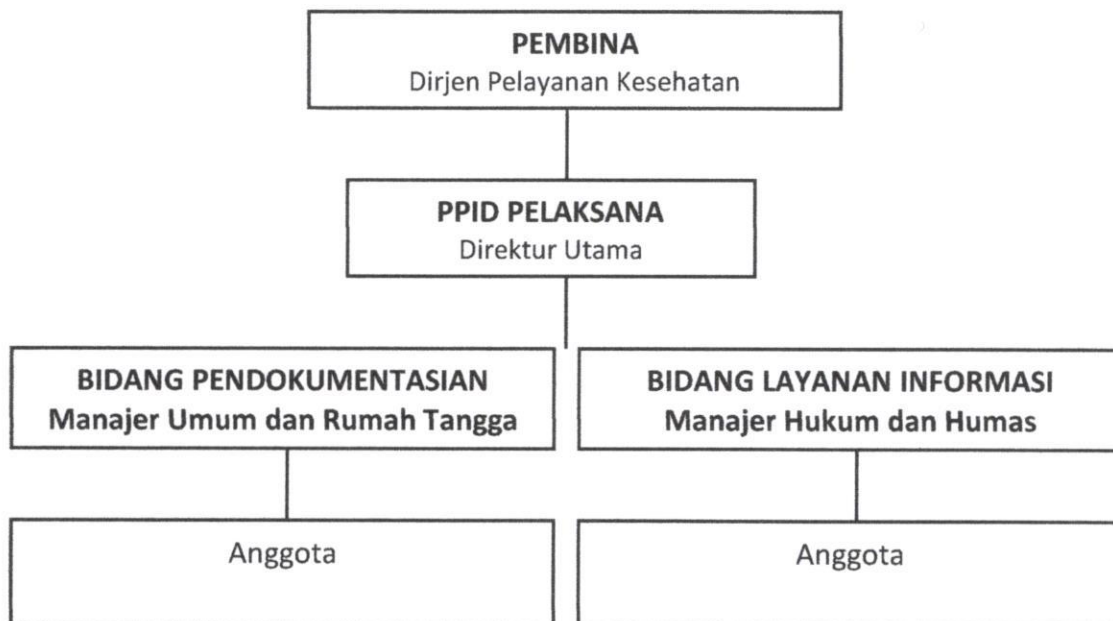 PEMBINA
Dirjen Pelayanan Kesehatan
PPID PELAKSANA
Direktur Utama
BIDANG PENDOKUMENTASIAN
Manajer Umum dan Rumah Tangga
BIDANG LAYANAN INFORMASI
Manajer Hukum dan Humas
Anggota
Anggota